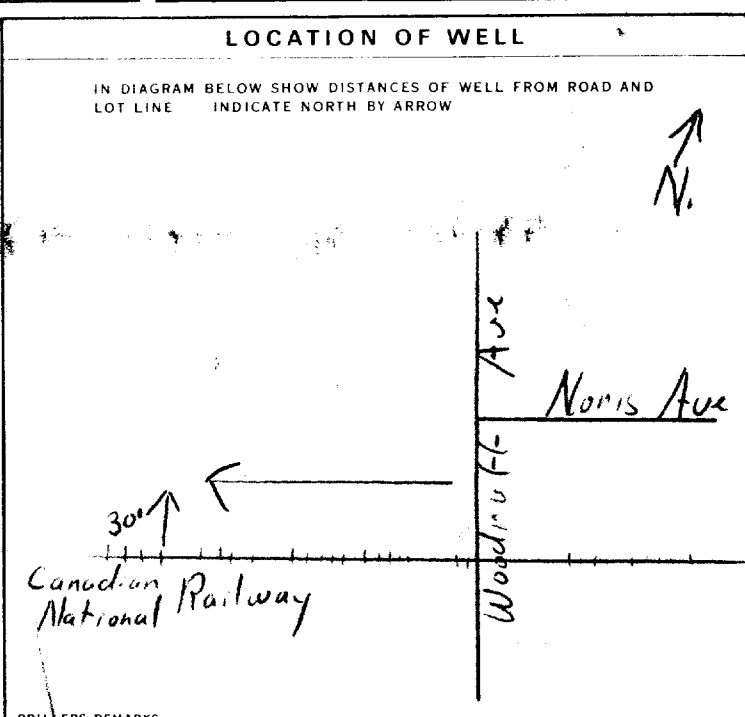 LOCATION OF WELL
IN DIAGRAM BELOW SHOW DISTANCES OF WELL FROM ROAD AND
LOT LINE INDICATE NORTH BY ARROW
N.
Woodruff Ave
Noris Ave
30'
Canadian
National Railway
DRILLERS REMARKS